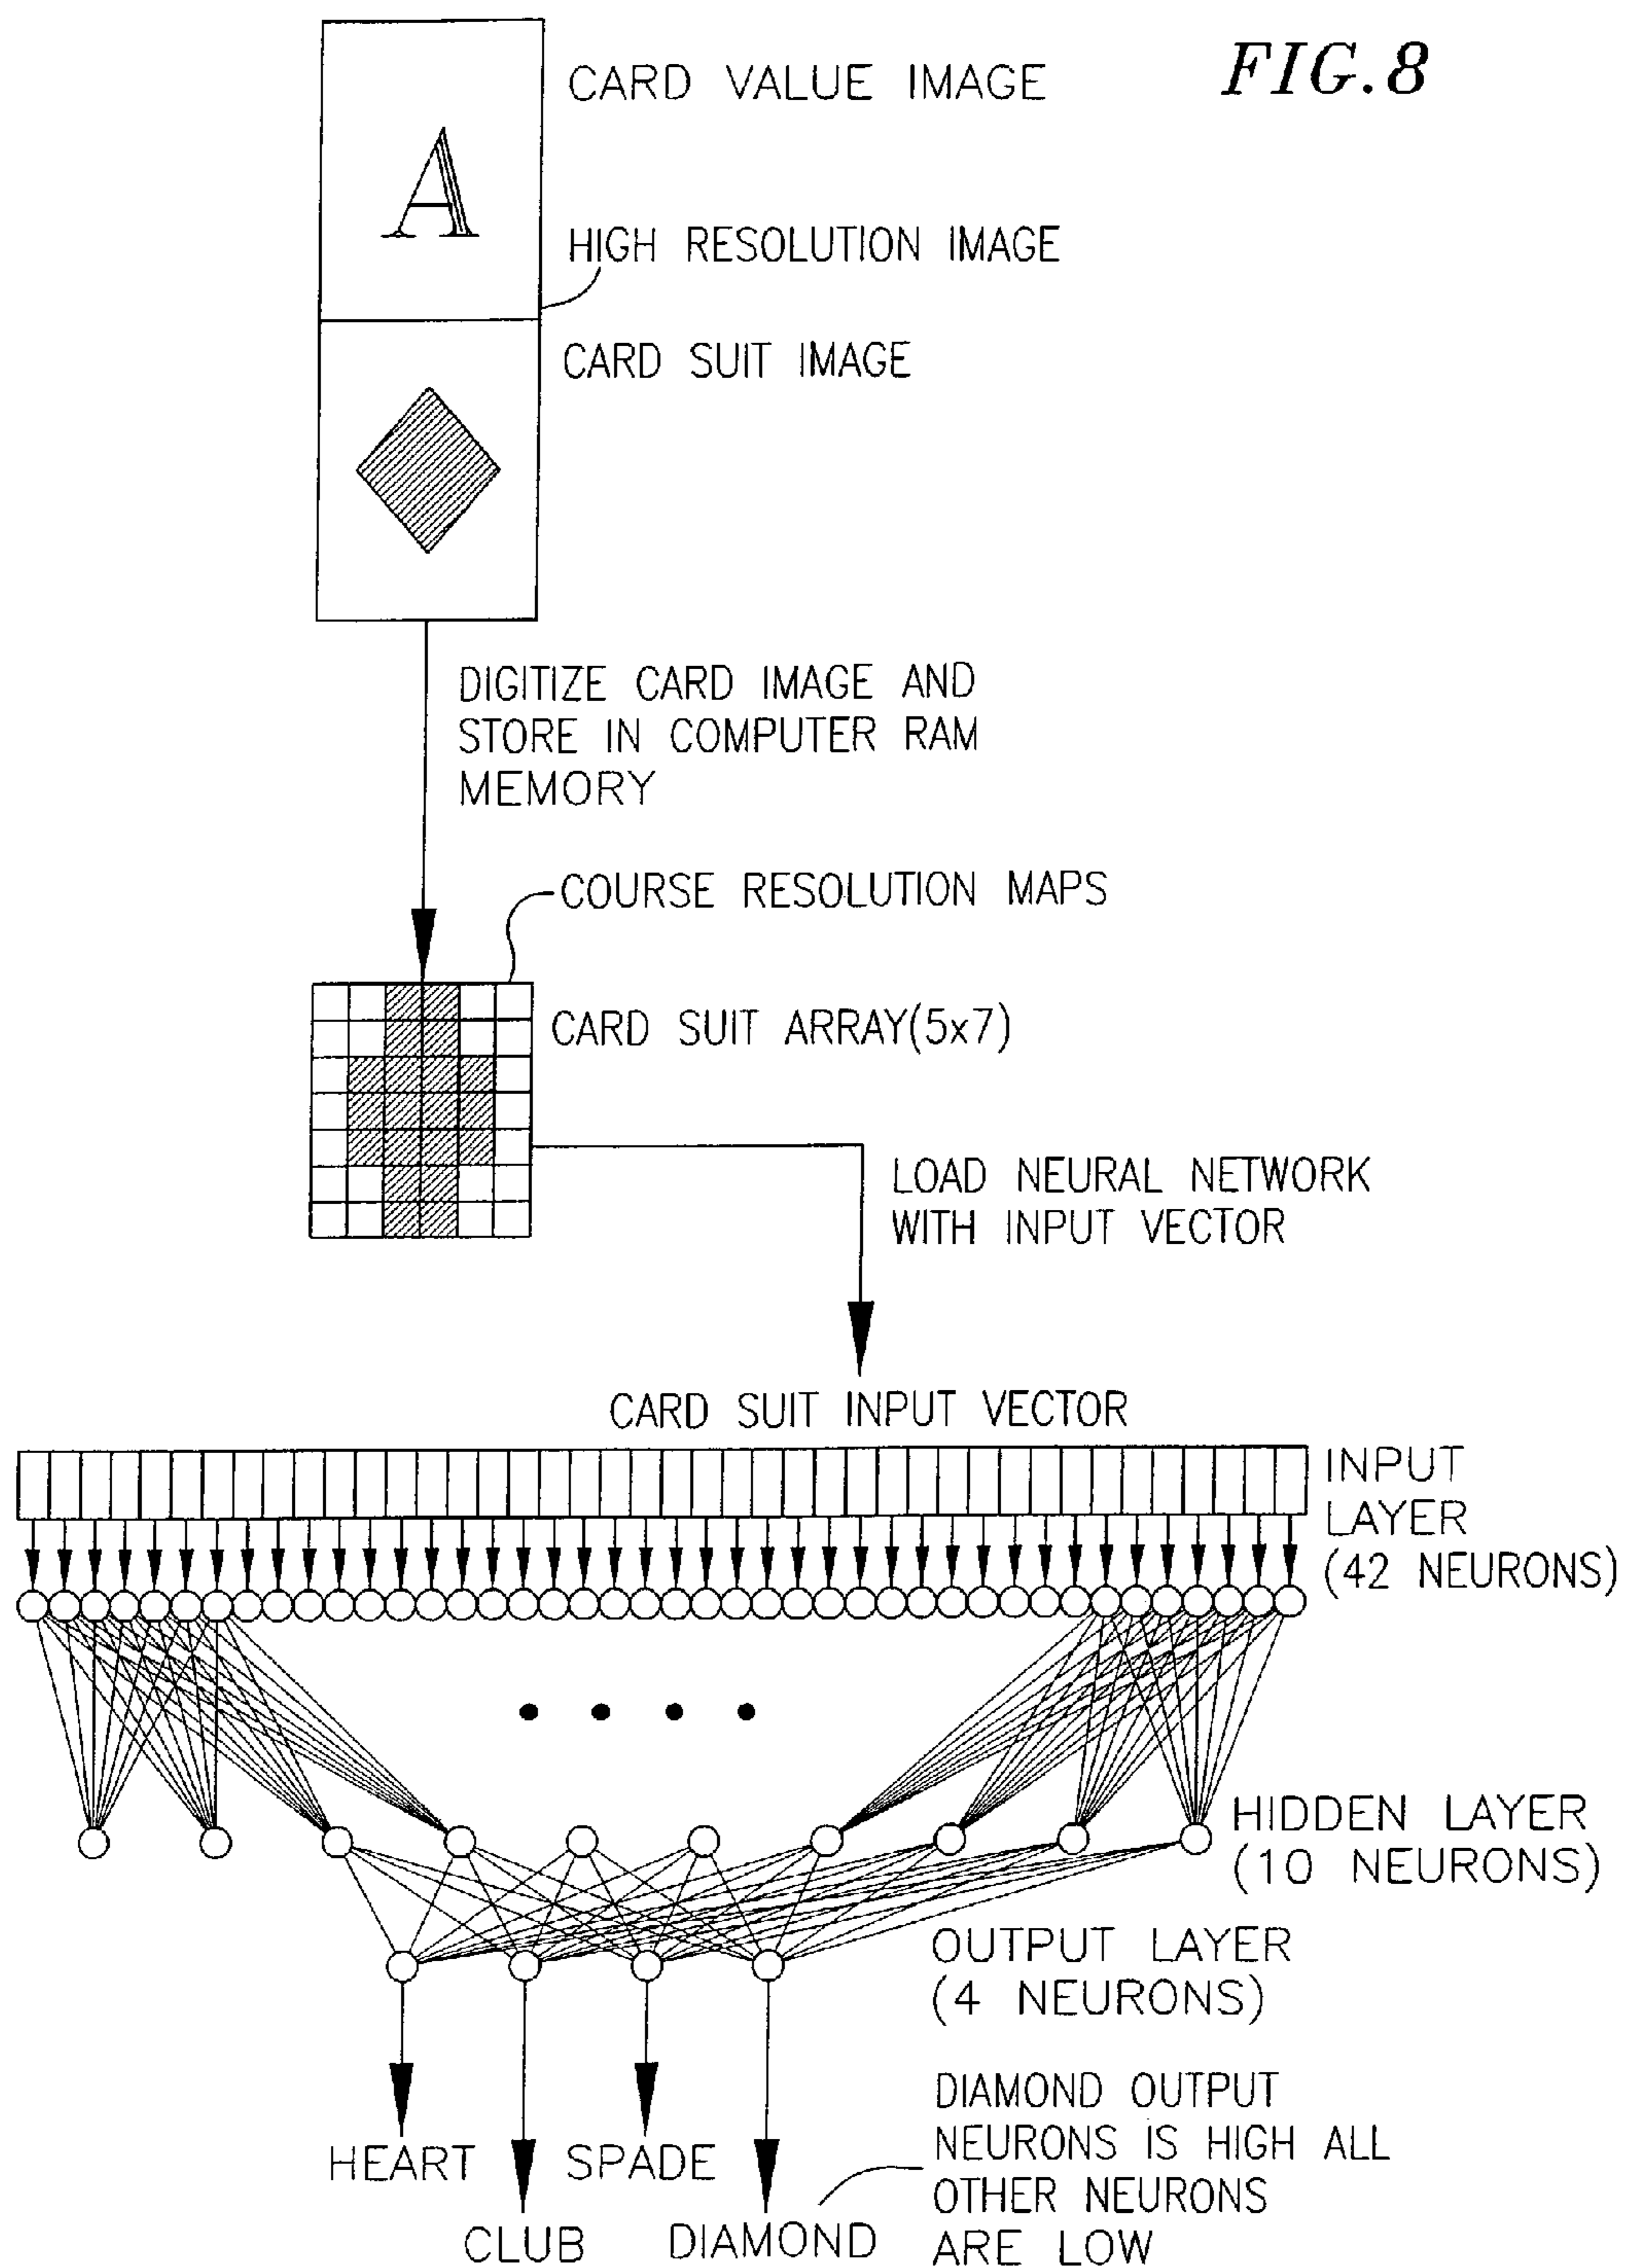 FIG.8
CARD VALUE IMAGE
A
HIGH RESOLUTION IMAGE
CARD SUIT IMAGE
DIGITIZE CARD IMAGE AND
STORE IN COMPUTER RAM
MEMORY
COURSE RESOLUTION MAPS
CARD SUIT ARRAY(5x7)
LOAD NEURAL NETWORK
WITH INPUT VECTOR
CARD SUIT INPUT VECTOR
INPUT
LAYER
(42 NEURONS)
HIDDEN LAYER
(10 NEURONS)
OUTPUT LAYER
(4 NEURONS)
HEART
CLUB
SPADE
DIAMOND
DIAMOND OUTPUT
NEURONS IS HIGH ALL
OTHER NEURONS
ARE LOW